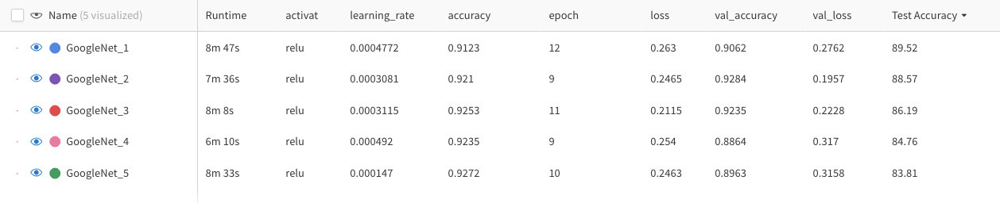 Name (5 visualized) Runtime activat learning_rate accuracy epoch loss val_accuracy val_loss Test Accuracy
GoogleNet_1 8m 47s relu 0.0004772 0.9123 12 0.263 0.9062 0.2762 89.52
GoogleNet_2 7m 36s relu 0.0003081 0.921 9 0.2465 0.9284 0.1957 88.57
GoogleNet_3 8m 8s relu 0.0003115 0.9253 11 0.2115 0.9235 0.2228 86.19
GoogleNet_4 6m 10s relu 0.000492 0.9235 9 0.254 0.8864 0.317 84.76
GoogleNet_5 8m 33s relu 0.000147 0.9272 10 0.2463 0.8963 0.3158 83.81